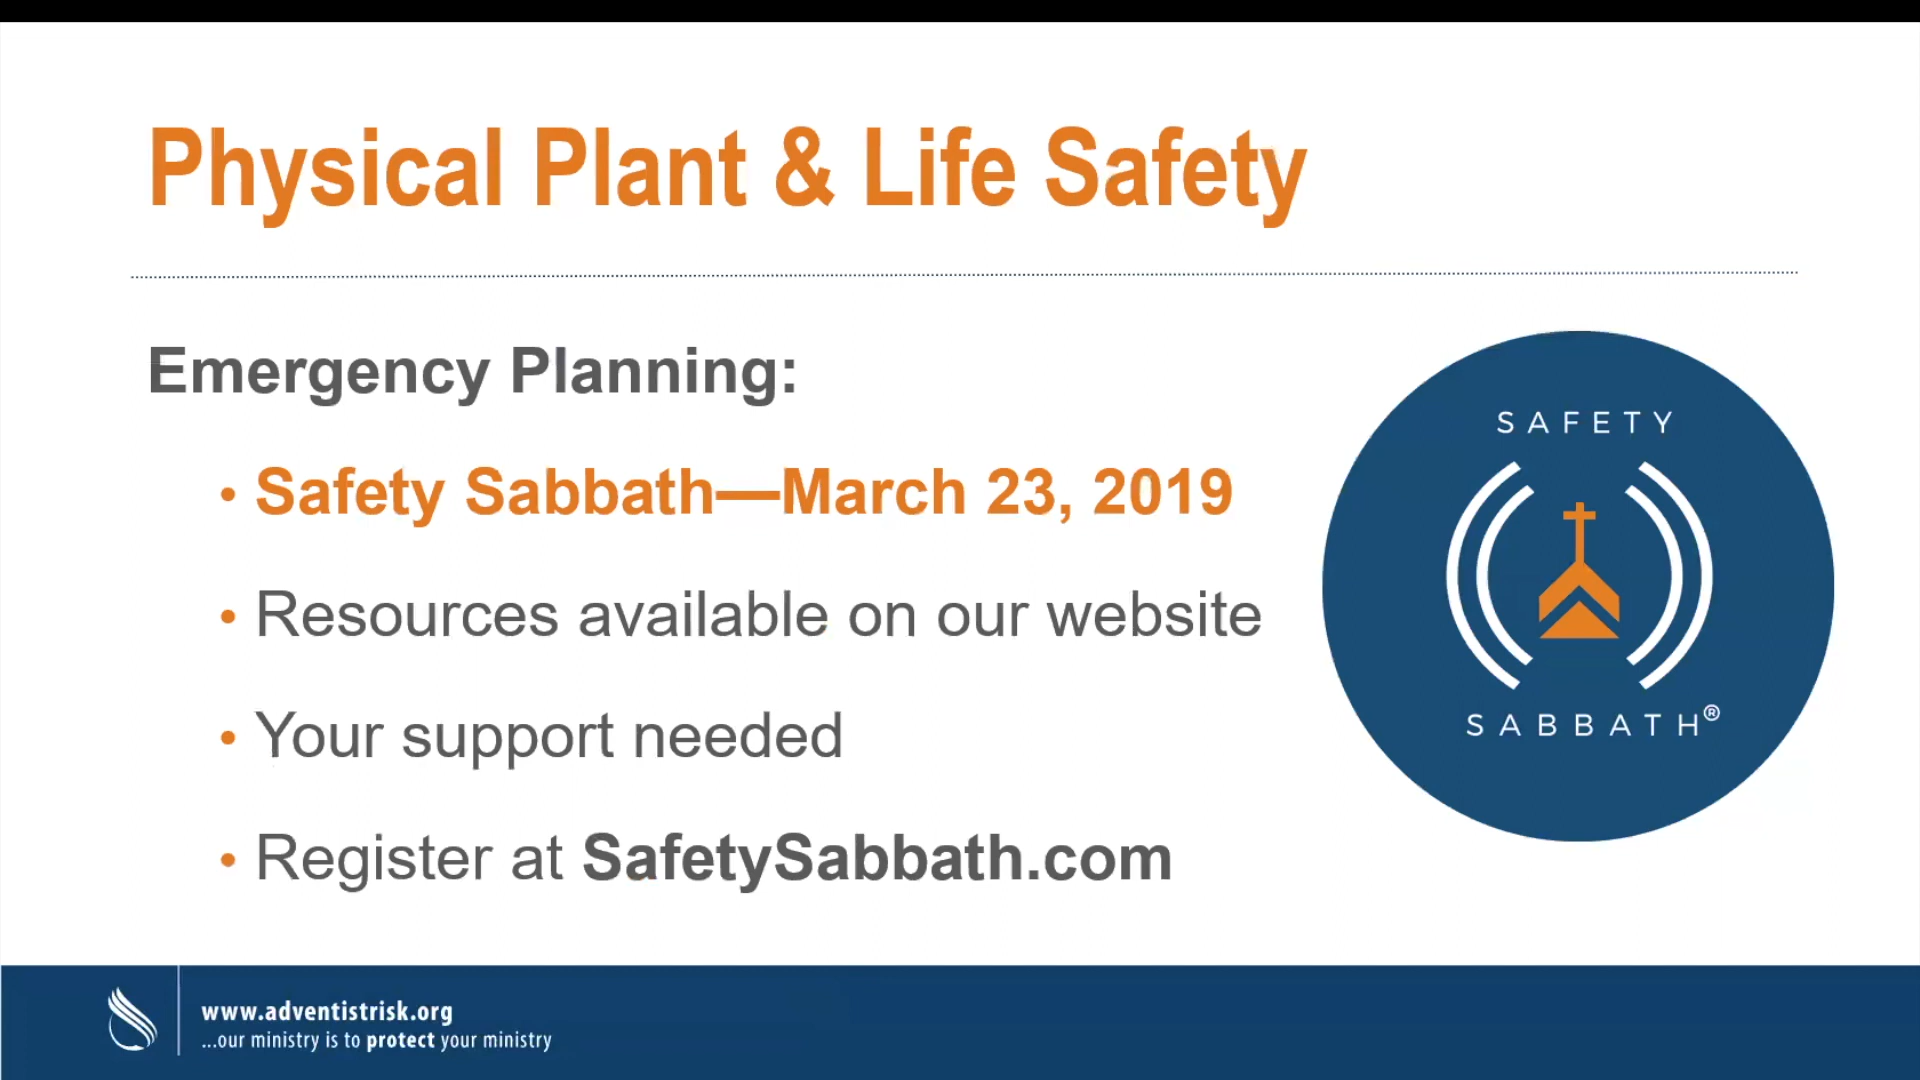 Physical Plant & Life Safety
Emergency Planning:
• Safety Sabbath—March 23, 2019
• Resources available on our website
• Your support needed
• Register at SafetySabbath.com
SAFETY
SABBATH®
www.adventistrisk.org
...our ministry is to protect your ministry